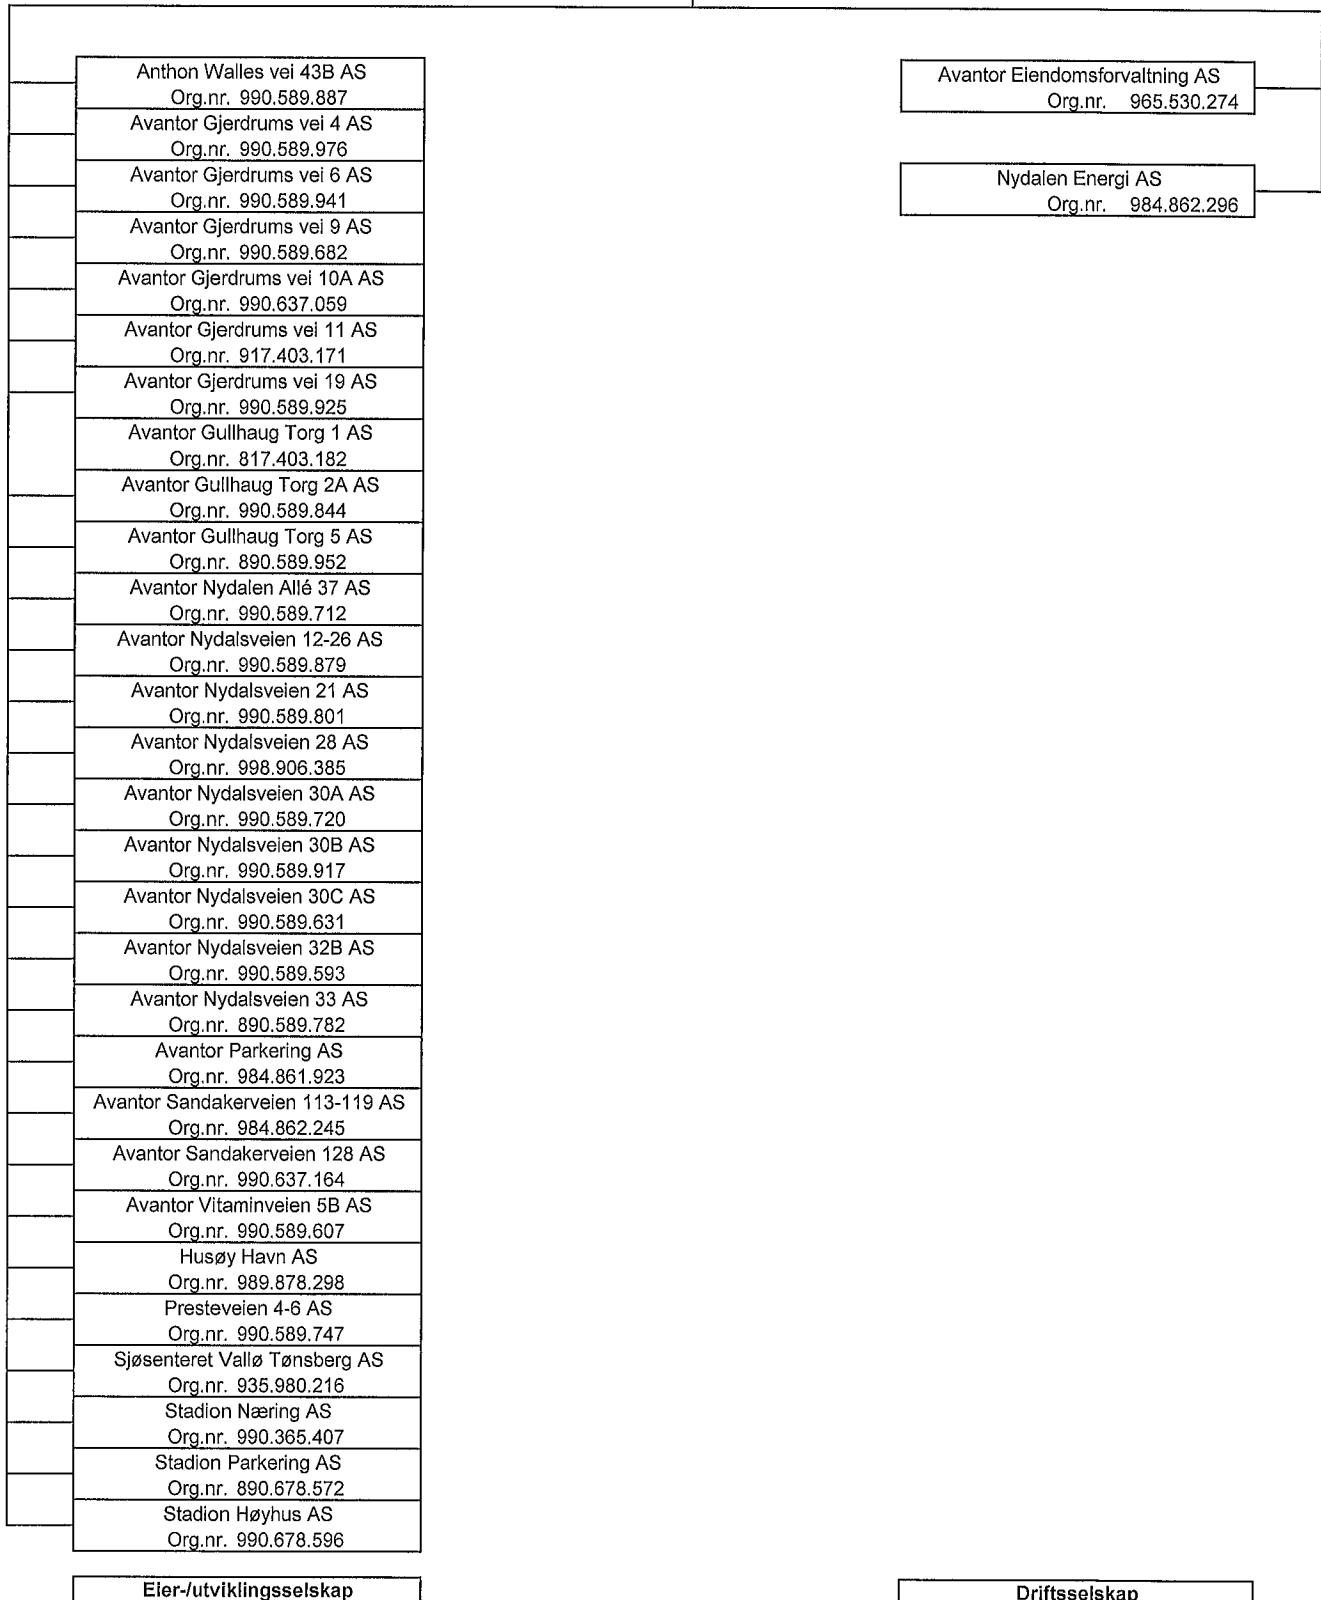 Anthon Walles vei 43B AS
Org.nr. 990.589.887
Avantor Gjerdrums vei 4 AS
Org.nr. 990.589.976
Avantor Gjerdrums vei 6 AS
Org.nr. 990.589.941
Avantor Gjerdrums vei 9 AS
Org.nr. 990.589.682
Avantor Gjerdrums vei 10A AS
Org.nr. 990.637.059
Avantor Gjerdrums vei 11 AS
Org.nr. 917.403.171
Avantor Gjerdrums vei 19 AS
Org.nr. 990.589.925
Avantor Gullhaug Torg 1 AS
Org.nr. 817.403.182
Avantor Gullhaug Torg 2A AS
Org.nr. 990.589.844
Avantor Gullhaug Torg 5 AS
Org.nr. 890.589.952
Avantor Nydalen Allé 37 AS
Org.nr. 990.589.712
Avantor Nydalsveien 12-26 AS
Org.nr. 990.589.879
Avantor Nydalsveien 21 AS
Org.nr. 990.589.801
Avantor Nydalsveien 28 AS
Org.nr. 998.906.385
Avantor Nydalsveien 30A AS
Org.nr. 990.589.720
Avantor Nydalsveien 30B AS
Org.nr. 990.589.917
Avantor Nydalsveien 30C AS
Org.nr. 990.589.631
Avantor Nydalsveien 32B AS
Org.nr. 990.589.593
Avantor Nydalsveien 33 AS
Org.nr. 890.589.782
Avantor Parkering AS
Org.nr. 984.861.923
Avantor Sandakerveien 113-119 AS
Org.nr. 984.862.245
Avantor Sandakerveien 128 AS
Org.nr. 990.637.164
Avantor Vitaminveien 5B AS
Org.nr. 990.589.607
Husøy Havn AS
Org.nr. 989.878.298
Presteveien 4-6 AS
Org.nr. 990.589.747
Sjøsenteret Vallø Tønsberg AS
Org.nr. 935.980.216
Stadion Næring AS
Org.nr. 990.365.407
Stadion Parkering AS
Org.nr. 890.678.572
Stadion Høyhus AS
Org.nr. 990.678.596
Eier-/utviklingsselskap
Avantor Eiendomsforvaltning AS
Org.nr. 965.530.274
Nydalen Energi AS
Org.nr. 984.862.296
Driftsselskap